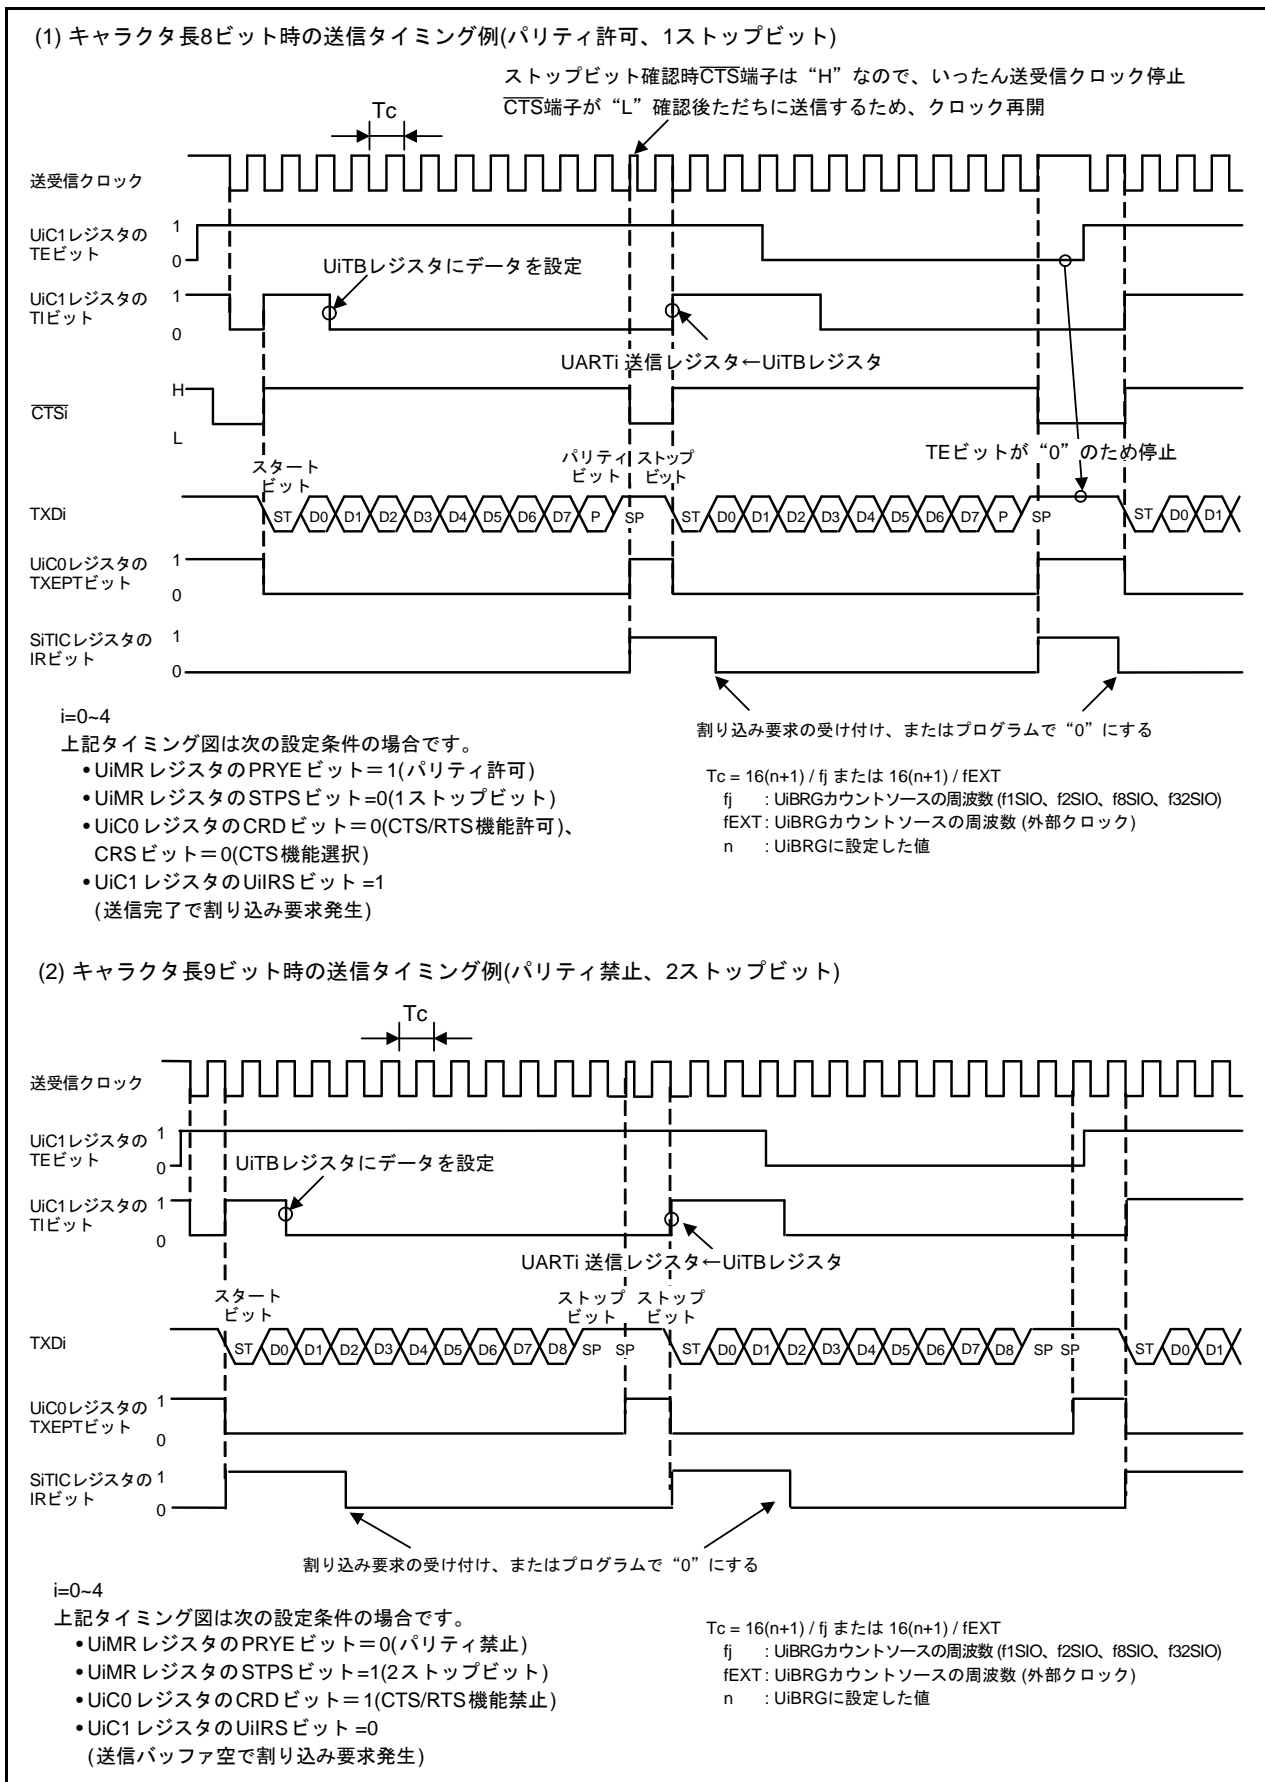 (1) キャラクタ長8ビット時の送信タイミング例(パリティ許可、1ストップビット)
ストップビット確認時CTS端子は“H”なので、いったん送受信クロック停止
CTS端子が“L”確認後ただちに送信するため、クロック再開
Tc
送受信クロック
UiC1レジスタの
TEビット
1
0
UiTBレジスタにデータを設定
UiC1レジスタの
TIビット
1
0
UARTi 送信レジスタ←UiTBレジスタ
CTSi
H
L
TEビットが“0”のため停止
スタート
ビット
パリティ
ビット
ストップ
ビット
TXDi
ST D0 D1 D2 D3 D4 D5 D6 D7 P SP ST D0 D1 D2 D3 D4 D5 D6 D7 P SP ST D0 D1
UiC0レジスタの
TXEPTビット
1
0
SiTICレジスタの
IRビット
1
0
割り込み要求の受け付け、またはプログラムで“0”にする
i=0~4
上記タイミング図は次の設定条件の場合です。
•UiMRレジスタのPRYEビット=1(パリティ許可)
•UiMRレジスタのSTPSビット=0(1ストップビット)
•UiC0レジスタのCRDビット=0(CTS/RTS機能許可)、
CRSビット=0(CTS機能選択)
•UiC1レジスタのUiIRSビット =1
(送信完了で割り込み要求発生)
Tc = 16(n+1) / fj または 16(n+1) / fEXT
fj : UiBRGカウントソースの周波数 (f1SIO、f2SIO、f8SIO、f32SIO)
fEXT : UiBRGカウントソースの周波数 (外部クロック)
n : UiBRGに設定した値
(2) キャラクタ長9ビット時の送信タイミング例(パリティ禁止、2ストップビット)
Tc
送受信クロック
UiC1レジスタの
TEビット
1
0
UiTBレジスタにデータを設定
UiC1レジスタの
TIビット
1
0
UARTi 送信レジスタ←UiTBレジスタ
スタート
ビット
ストップ
ビット
ストップ
ビット
TXDi
ST D0 D1 D2 D3 D4 D5 D6 D7 D8 SP SP ST D0 D1 D2 D3 D4 D5 D6 D7 D8 SP SP ST D0 D1
UiC0レジスタの
TXEPTビット
1
0
SiTICレジスタの
IRビット
1
0
割り込み要求の受け付け、またはプログラムで“0”にする
i=0~4
上記タイミング図は次の設定条件の場合です。
•UiMRレジスタのPRYEビット=0(パリティ禁止)
•UiMRレジスタのSTPSビット=1(2ストップビット)
•UiC0レジスタのCRDビット=1(CTS/RTS機能禁止)
•UiC1レジスタのUiIRSビット =0
(送信バッファ空で割り込み要求発生)
Tc = 16(n+1) / fj または 16(n+1) / fEXT
fj : UiBRGカウントソースの周波数 (f1SIO、f2SIO、f8SIO、f32SIO)
fEXT : UiBRGカウントソースの周波数 (外部クロック)
n : UiBRGに設定した値